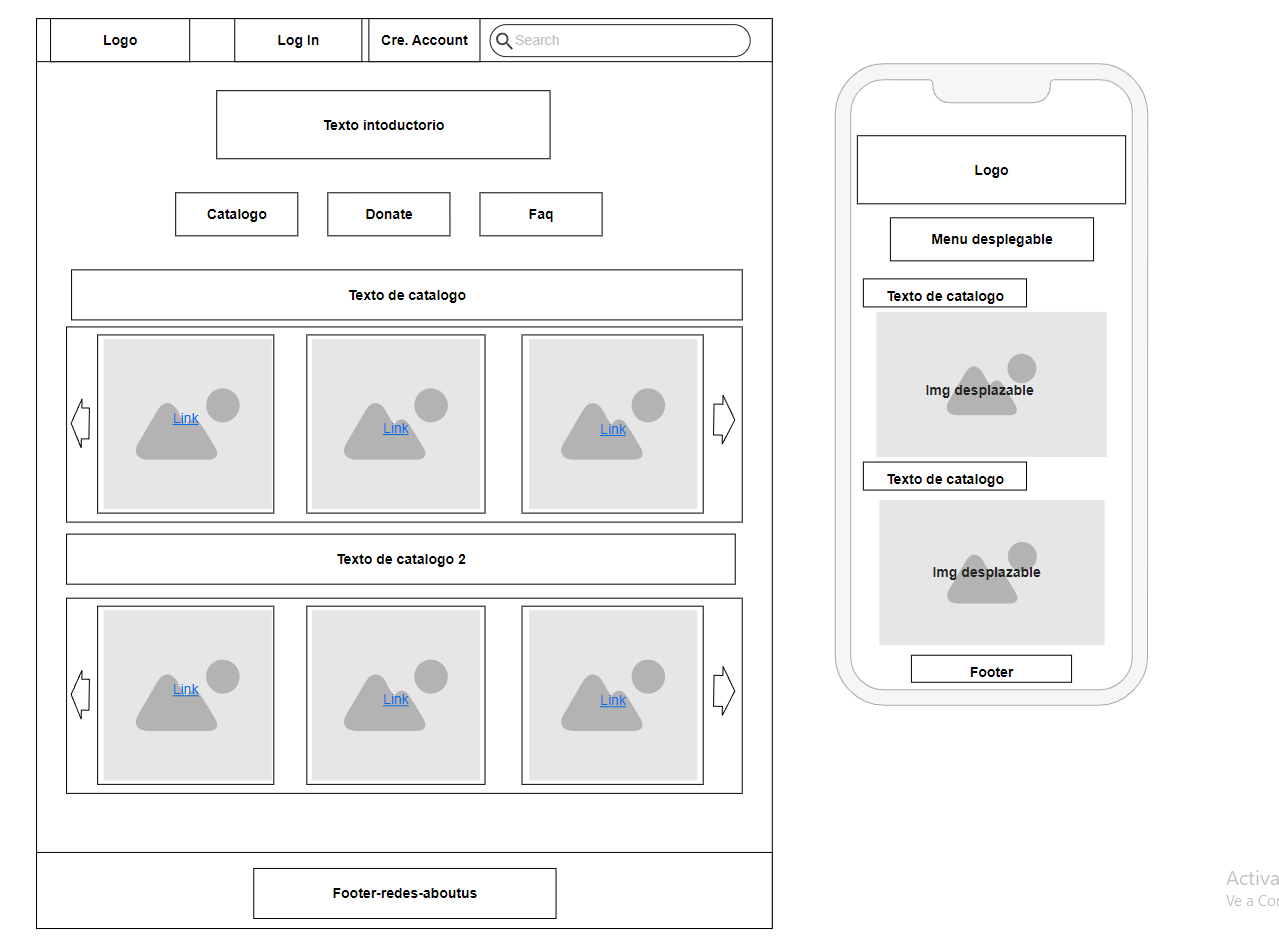 Logo
Log In
Cre. Account
Search
Texto intoductorio
Catalogo
Donate
Faq
Texto de catalogo
Link
Link
Link
Texto de catalogo 2
Link
Link
Link
Footer-redes-aboutus
Logo
Menu desplegable
Texto de catalogo
Img desplazable
Texto de catalogo
Img desplazable
Footer
Activa
Ve a Con